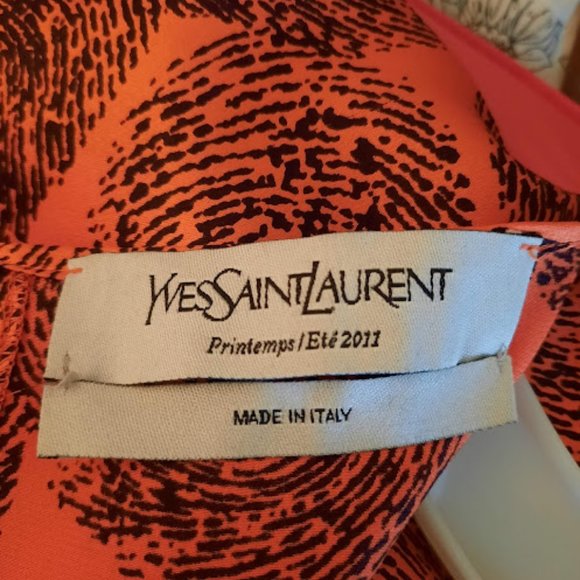 YVESSAINTLAURENT
Printemps/Eté 2011
MADE IN ITALY